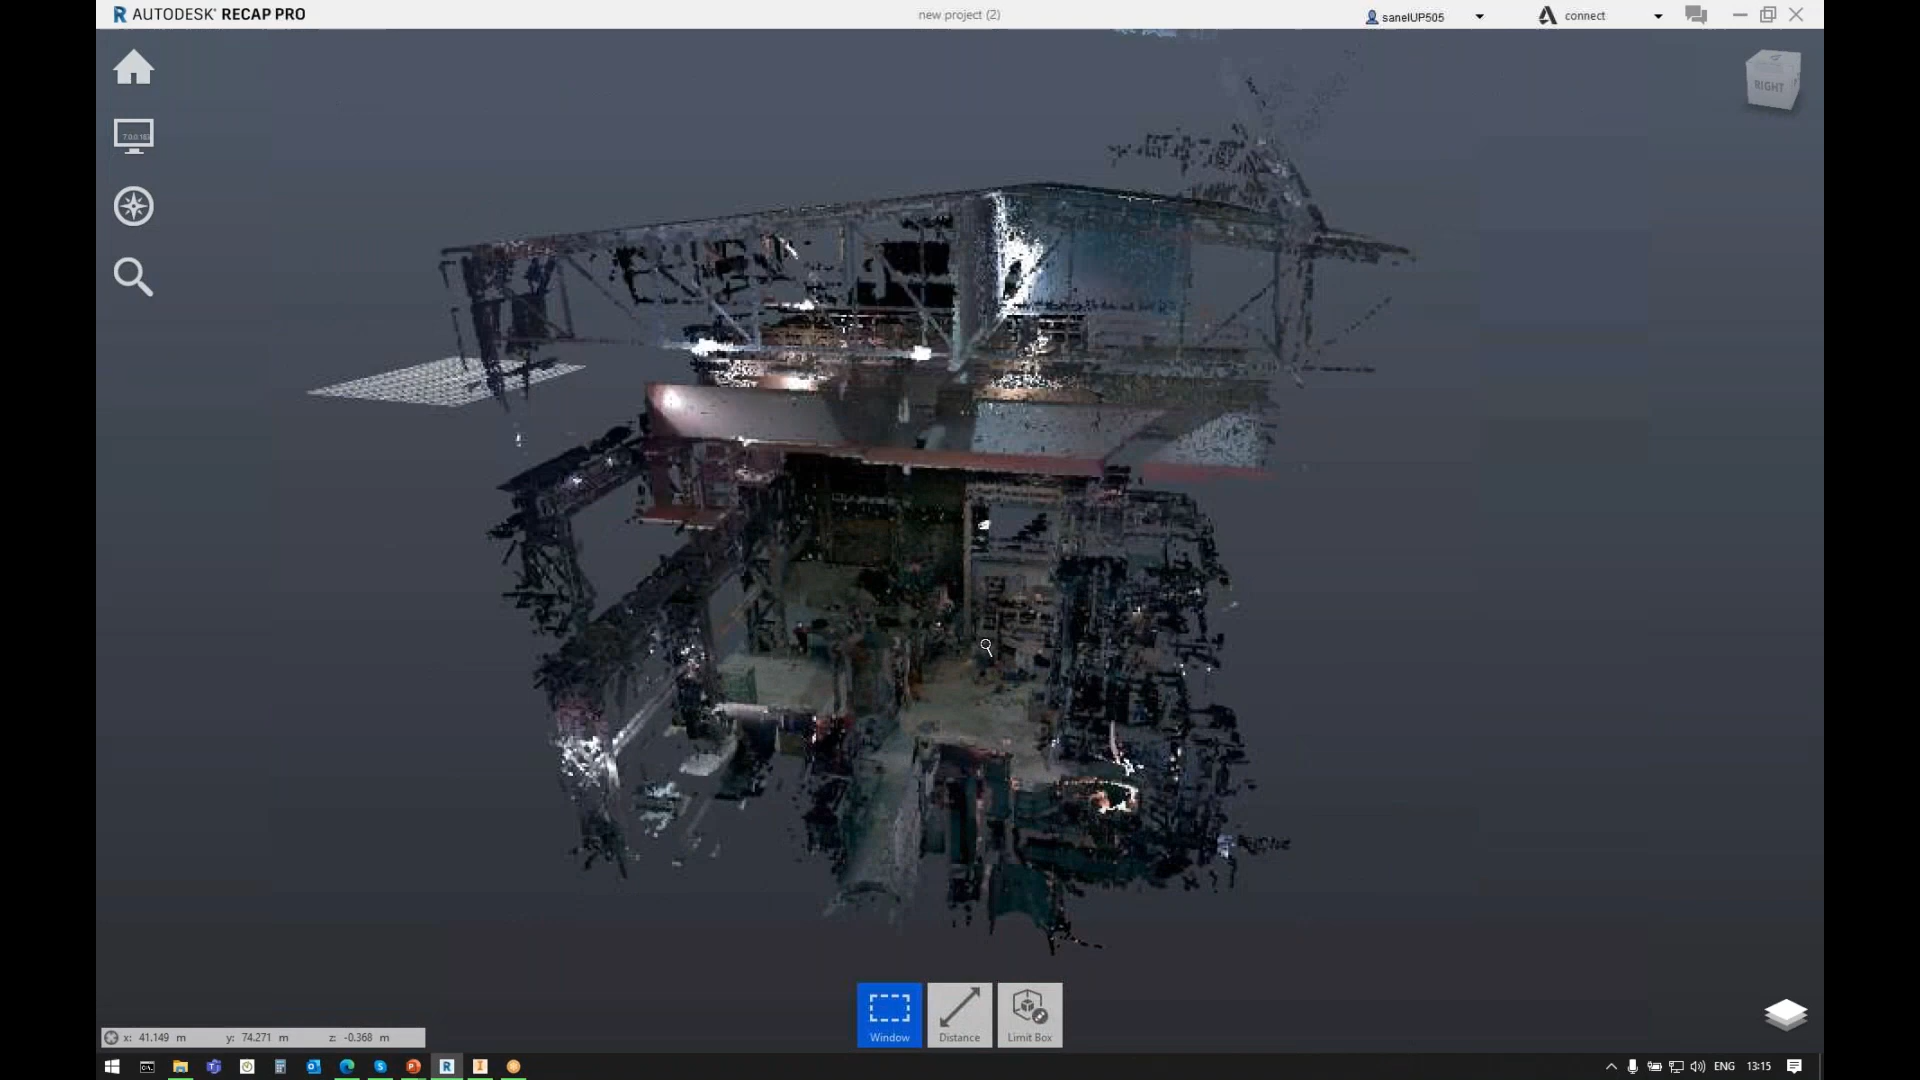 R AUTODESK® RECAP PRO
new project (2)
sanelUP505
connect
RIGHT
Window
Distance
Limit Box
x: 41.149 m y: 74.271 m z: -0.368 m
ENG 13:15